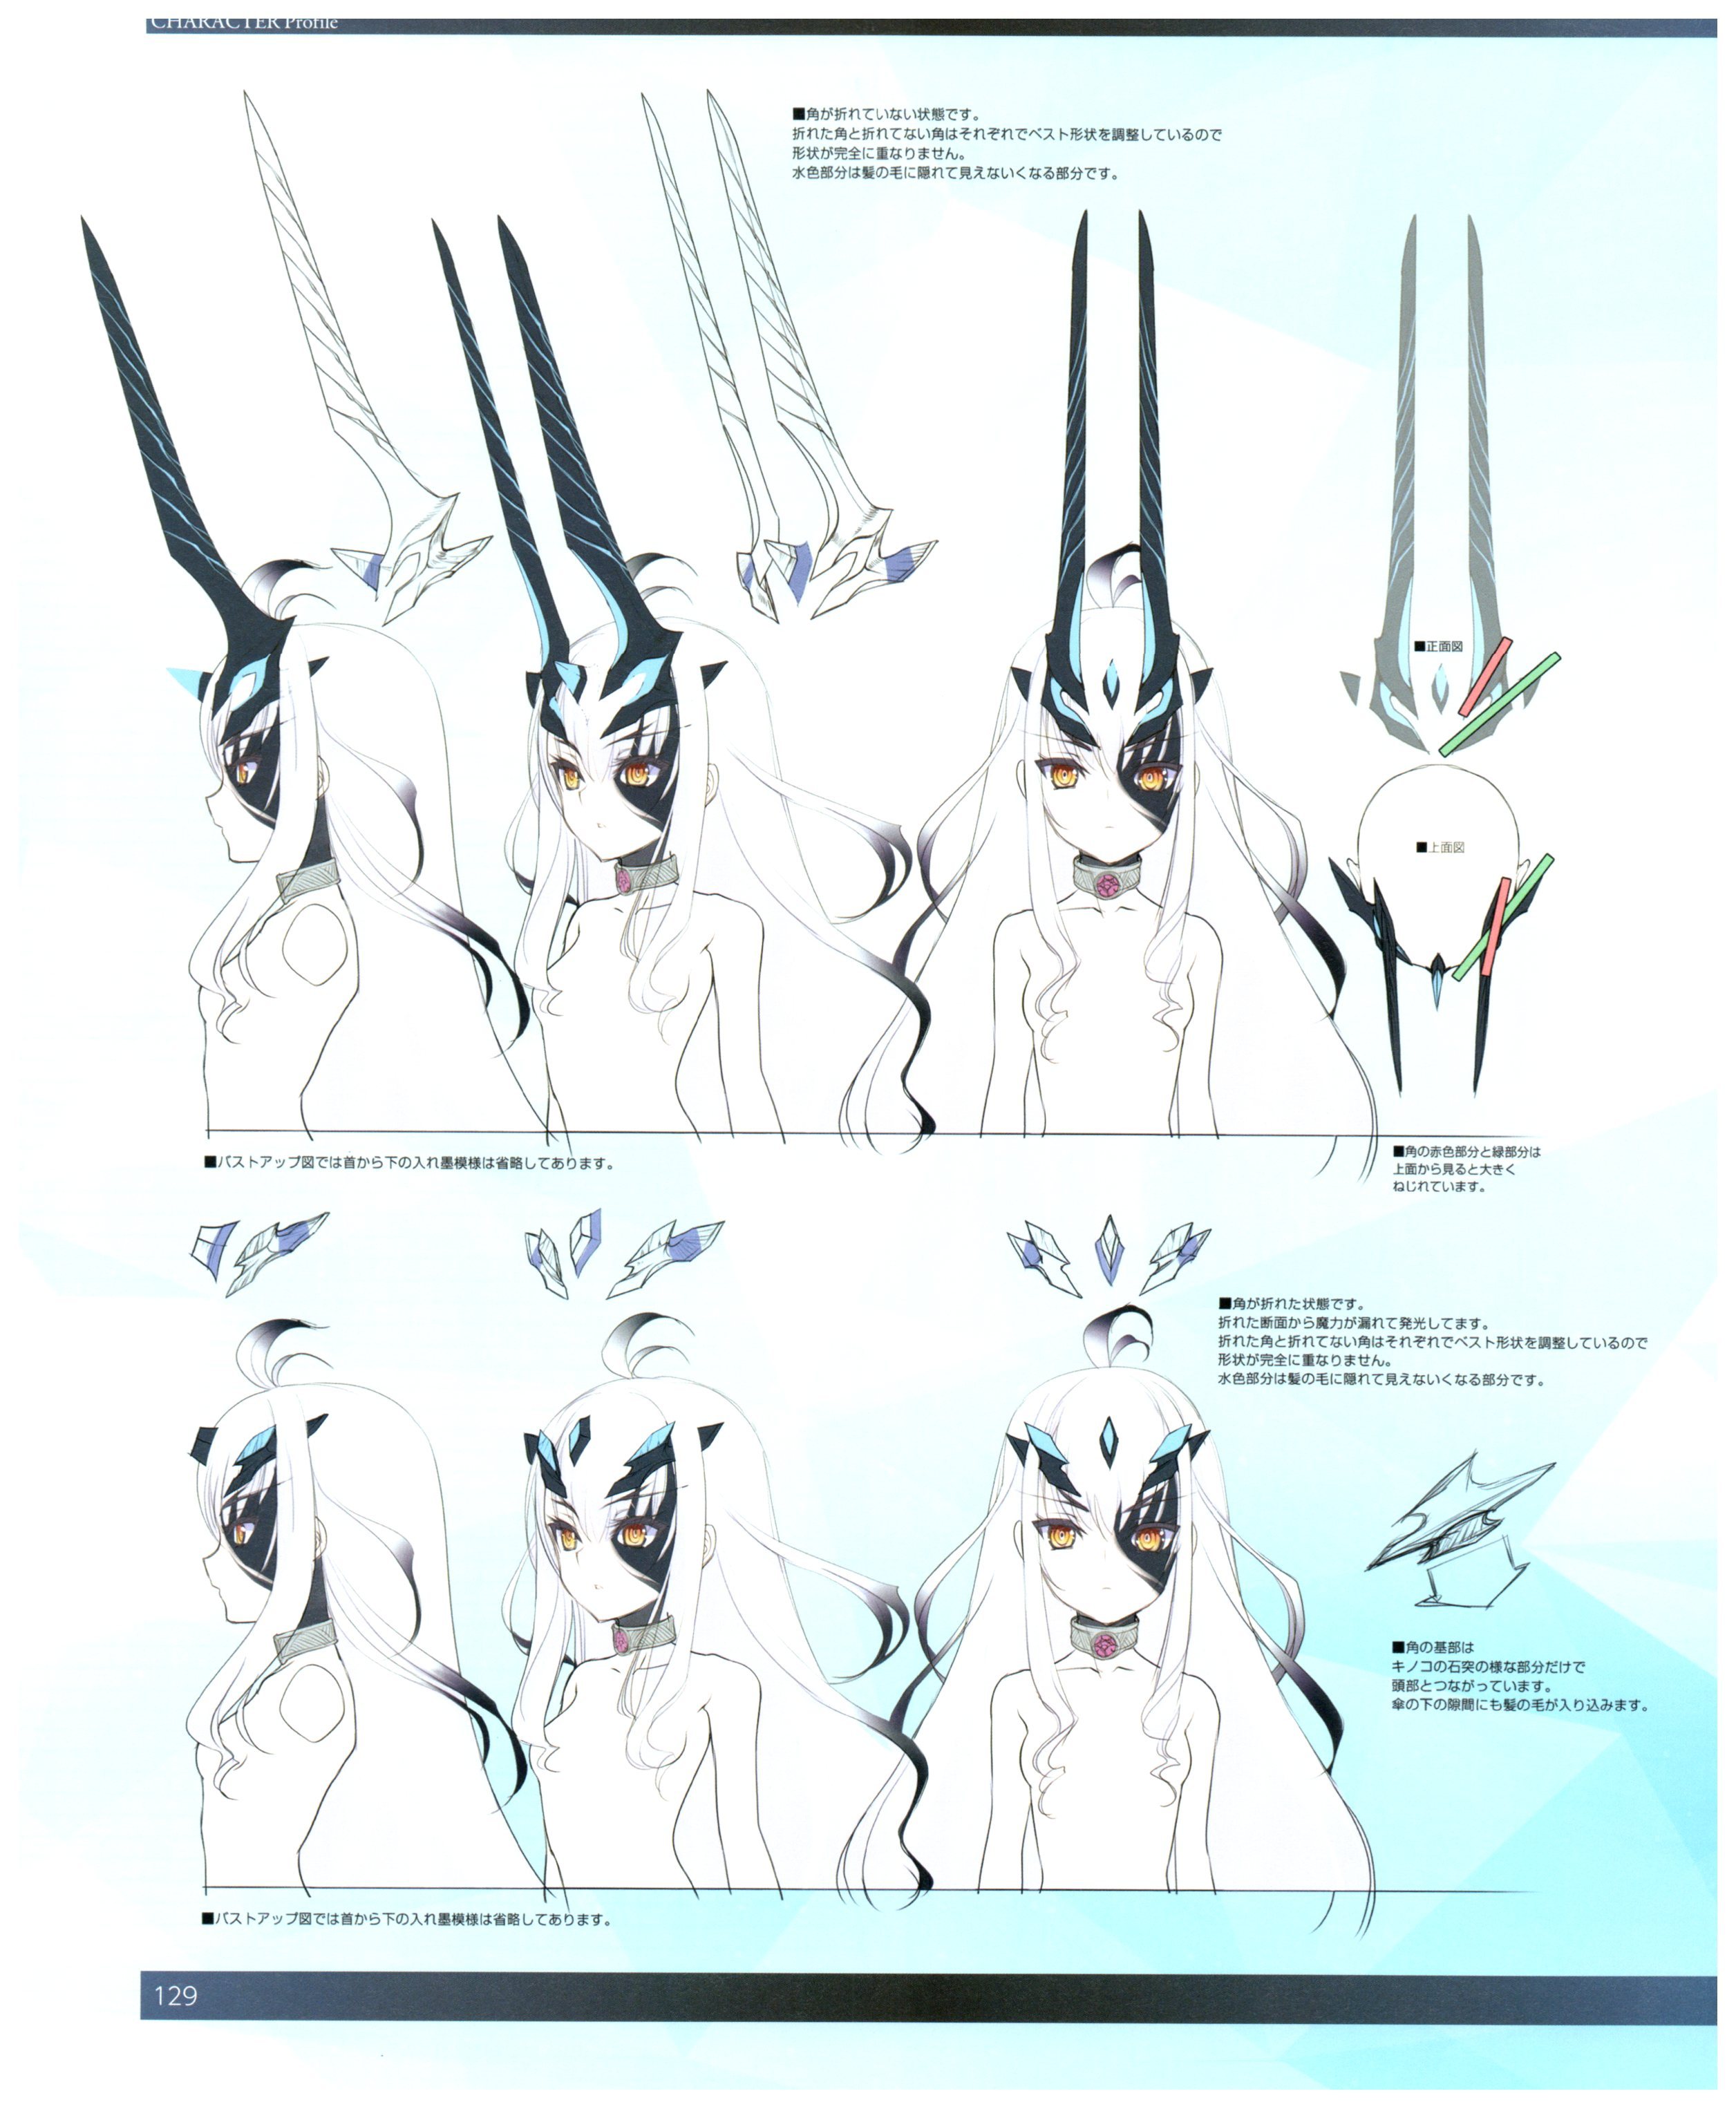 CHARACTER Profile
■角が折れていない状態です。
折れた角と折れてない角はそれぞれでベスト形状を調整しているので
形状が完全に重なりません。
水色部分は髪の毛に隠れて見えないくなる部分です。
■正面図
■上面図
■バストアップ図では首から下の入れ墨模様は省略してあります。
■角の赤色部分と緑部分は
上面から見ると大きく
ねじれています。
■角が折れた状態です。
折れた断面から魔力が漏れて発光してます。
折れた角と折れてない角はそれぞれでベスト形状を調整しているので
形状が完全に重なりません。
水色部分は髪の毛に隠れて見えないくなる部分です。
■角の基部は
キノコの石突の様な部分だけで
頭部とつながっています。
傘の下の隙間にも髪の毛が入り込みます。
■バストアップ図では首から下の入れ墨模様は省略してあります。
129